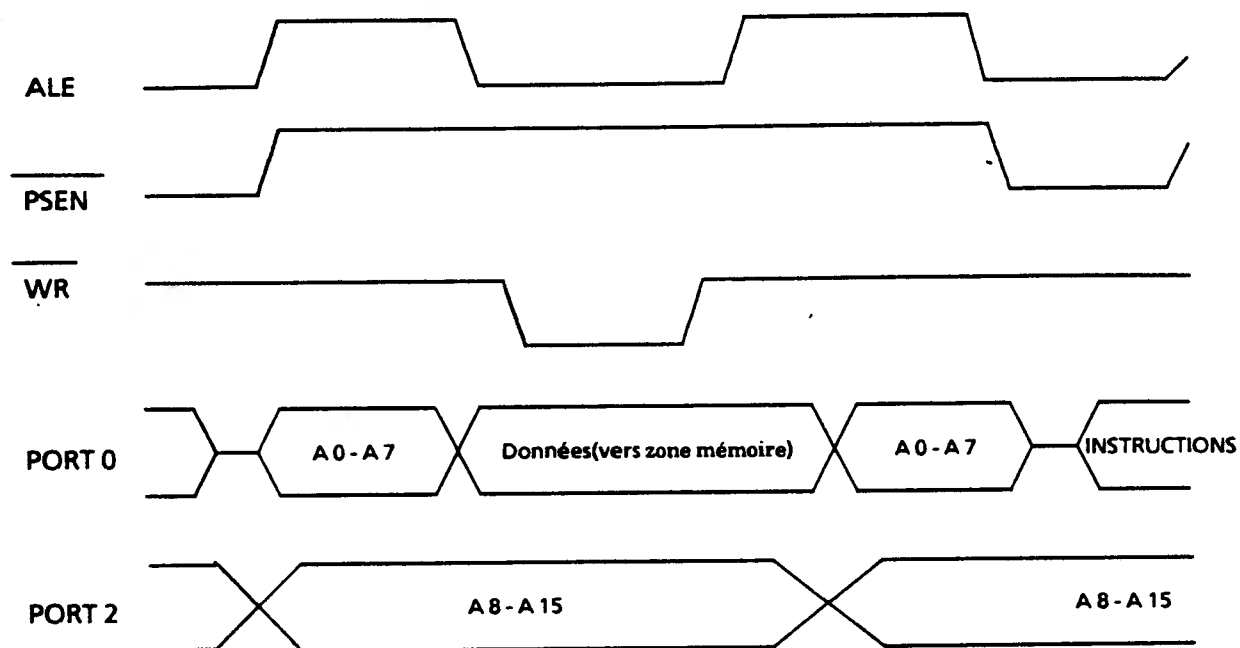 ALE
PSEN
WR
PORT 0
A0-A7
Données(vers zone mémoire)
A0-A7
INSTRUCTIONS
PORT 2
A8-A15
A8-A15